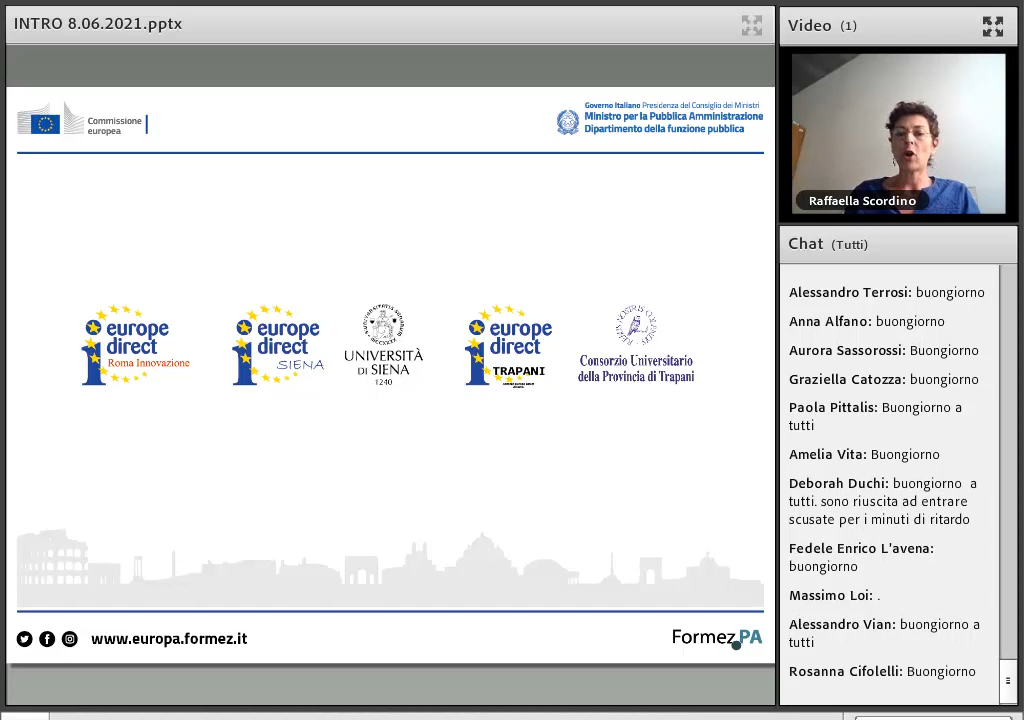 INTRO 8.06.2021.pptx
Commissione
europea
Governo Italiano Presidenza del Consiglio dei Ministri
Ministro per la Pubblica Amministrazione
Dipartimento della funzione pubblica
europe
direct
Roma Innovazione
europe
direct
SIENA
UNIVERSITÀ
DI SIENA
1240
europe
direct
TRAPANI
Consorzio Universitario
della Provincia di Trapani
www.europa.formez.it
Formez.PA
Video (1)
Raffaella Scordino
Chat (Tutti)
Alessandro Terrosi: buongiorno
Anna Alfano: buongiorno
Aurora Sassorossi: Buongiorno
Graziella Catozza: buongiorno
Paola Pittalis: Buongiorno a
tutti
Amelia Vita: Buongiorno
Deborah Duchi: buongiorno a
tutti. sono riuscita ad entrare
scusate per i minuti di ritardo
Fedele Enrico L'avena:
buongiorno
Massimo Loi: .
Alessandro Vian: buongiorno a
tutti
Rosanna Cifolelli: Buongiorno